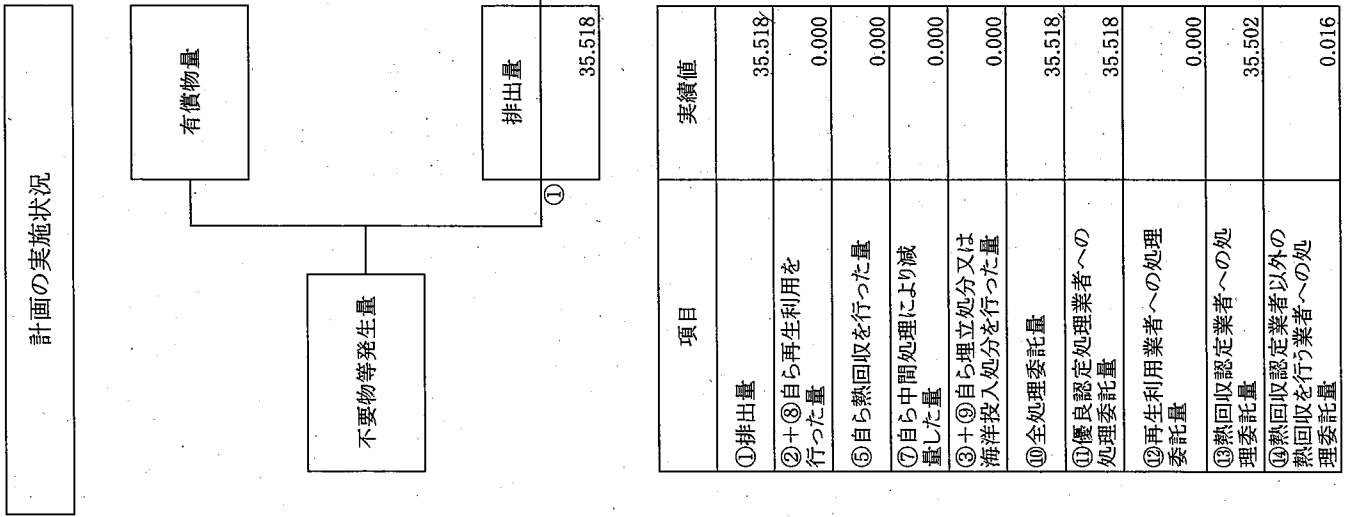 計画の実施状況
有償物量
不要物等発生量
排出量
①
35.518
項目 実績値
①排出量 35.518
②+⑧自ら再生利用を
行った量 0.000
⑤自ら熱回収を行った量 0.000
⑦自ら中間処理により減
量した量 0.000
③+⑨自ら埋立処分又は
海洋投入処分を行った量 0.000
⑩全処理委託量 35.518
⑪優良認定処理業者への
処理委託量 35.518
⑫再生利用業者への処理
委託量 0.000
⑬熱回収認定業者への処
理委託量 35.502
⑭熱回収認定業者以外の
熱回収を行う業者への処
理委託量 0.016